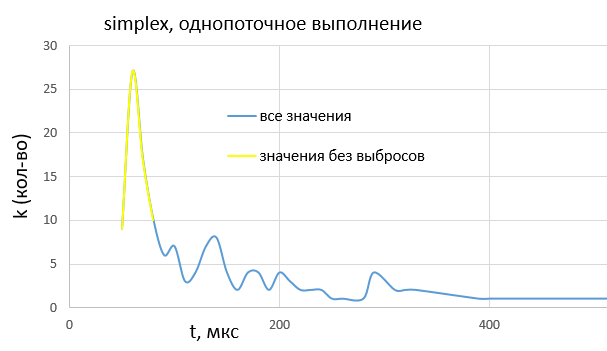 simplex, однопоточное выполнение
30
25
20
15
10
5
0
k (кол-во)
все значения
значения без выбросов
0
200
400
t, мкс